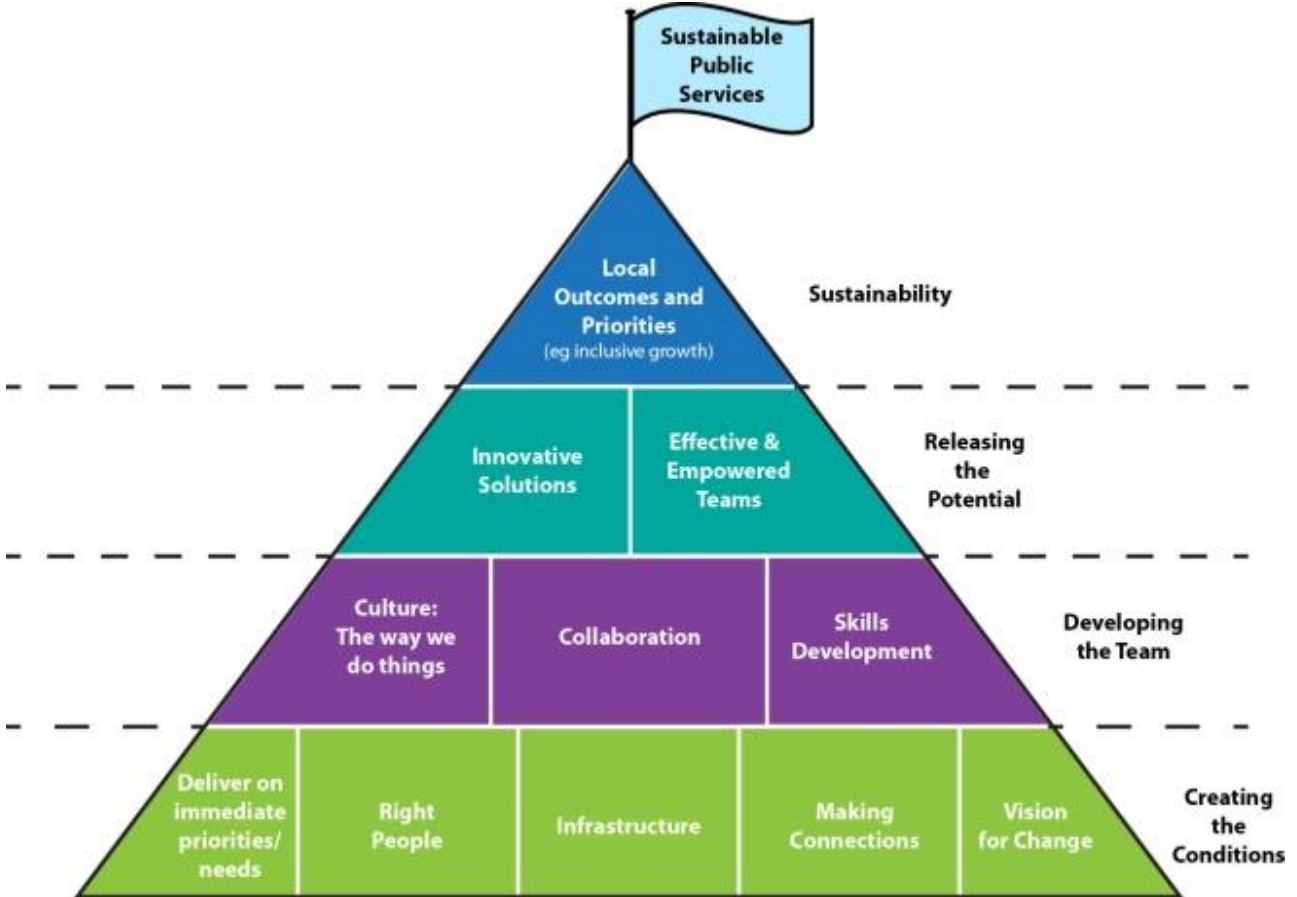 Sustainable
Public
Services
Local
Outcomes and
Priorities
(eg inclusive growth)
Sustainability
Innovative
Solutions
Effective &
Empowered
Teams
Releasing
the
Potential
Culture:
The way we
do things
Collaboration
Skills
Development
Developing
the Team
Deliver on
immediate
priorities/
needs
Right
People
Infrastructure
Making
Connections
Vision
for Change
Creating
the
Conditions